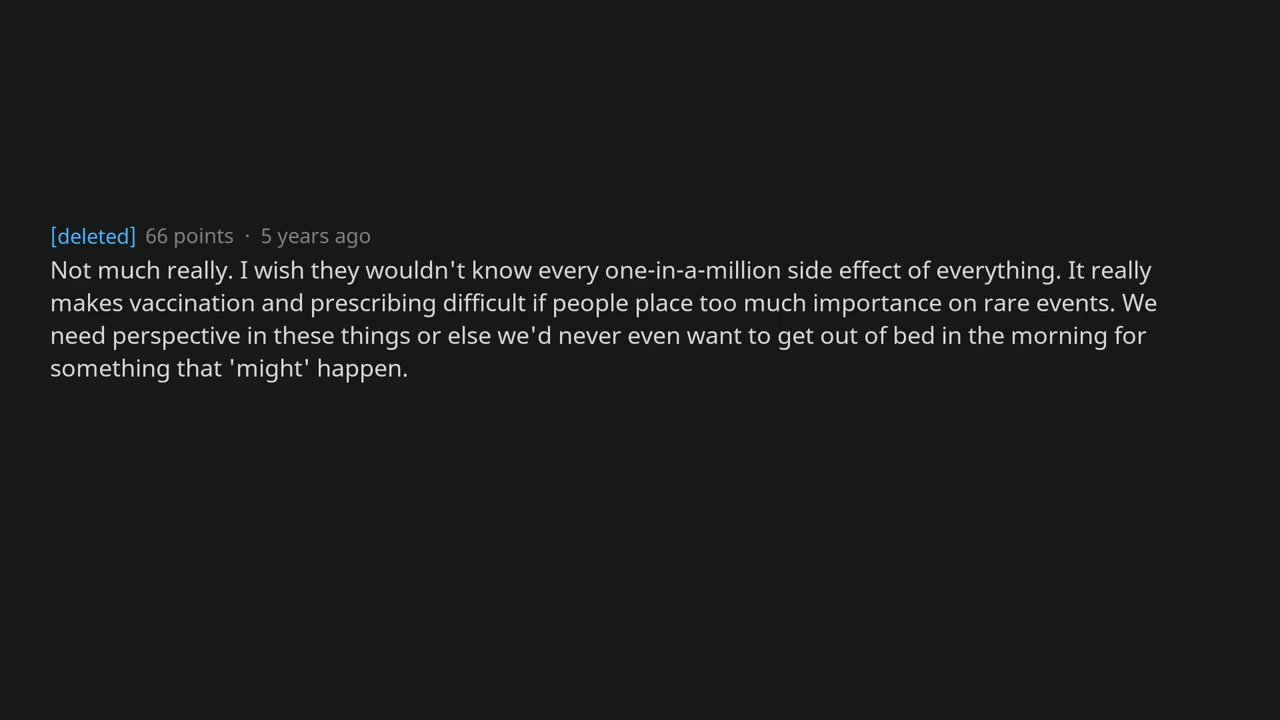 [deleted] 66 points · 5 years ago
Not much really. I wish they wouldn't know every one-in-a-million side effect of everything. It really
makes vaccination and prescribing difficult if people place too much importance on rare events. We
need perspective in these things or else we'd never even want to get out of bed in the morning for
something that 'might' happen.